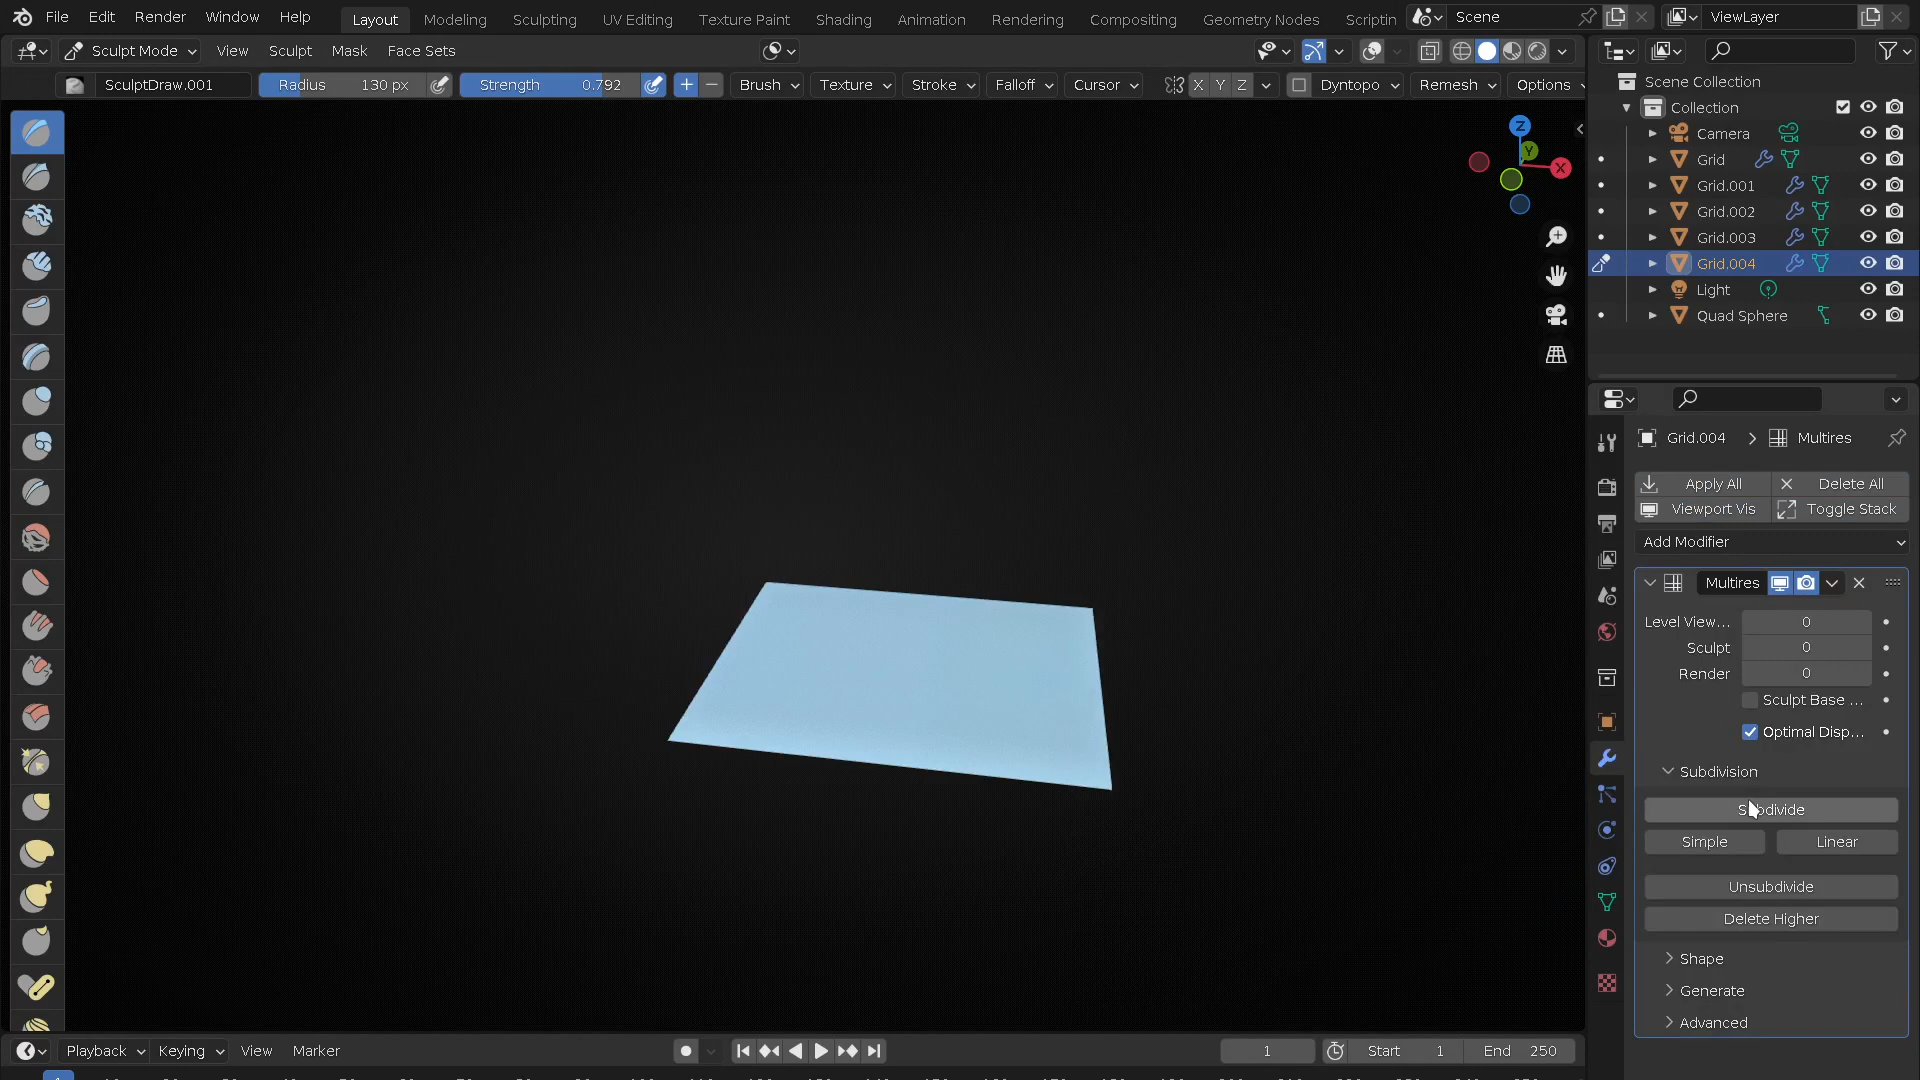 File Edit Render Window Help Layout Modeling Sculpting UV Editing Texture Paint Shading Animation Rendering Compositing Geometry Nodes Scriptin Scene ViewLayer
Sculpt Mode View Sculpt Mask Face Sets
SculptDraw.001 Radius 130 px Strength 0.792 Brush Texture Stroke Falloff Cursor X Y Z Dyntopo Remesh Options
Scene Collection
Collection
Camera
Grid
Grid.001
Grid.002
Grid.003
Grid.004
Light
Quad Sphere
Z
Y
X
Grid.004 Multires
Apply All Delete All
Viewport Vis Toggle Stack
Add Modifier
Multires
Level View... 0
Sculpt 0
Render 0
Sculpt Base ...
Optimal Disp...
Subdivision
Simple Linear
Unsubdivide
Delete Higher
Shape
Generate
Advanced
Playback Keying View Marker 1 Start 1 End 250
1